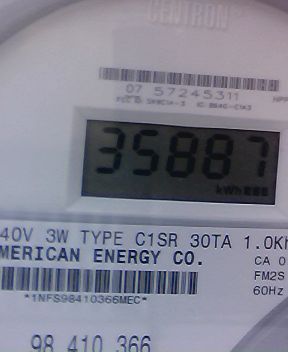 CENTRON
07 57245311
35887
kWh
40V 3W TYPE C1SR 30TA 1.0Kh
MERICAN ENERGY CO.
CA 0
FM2S
60Hz
*1NFS98410366MEC*
98 410 366